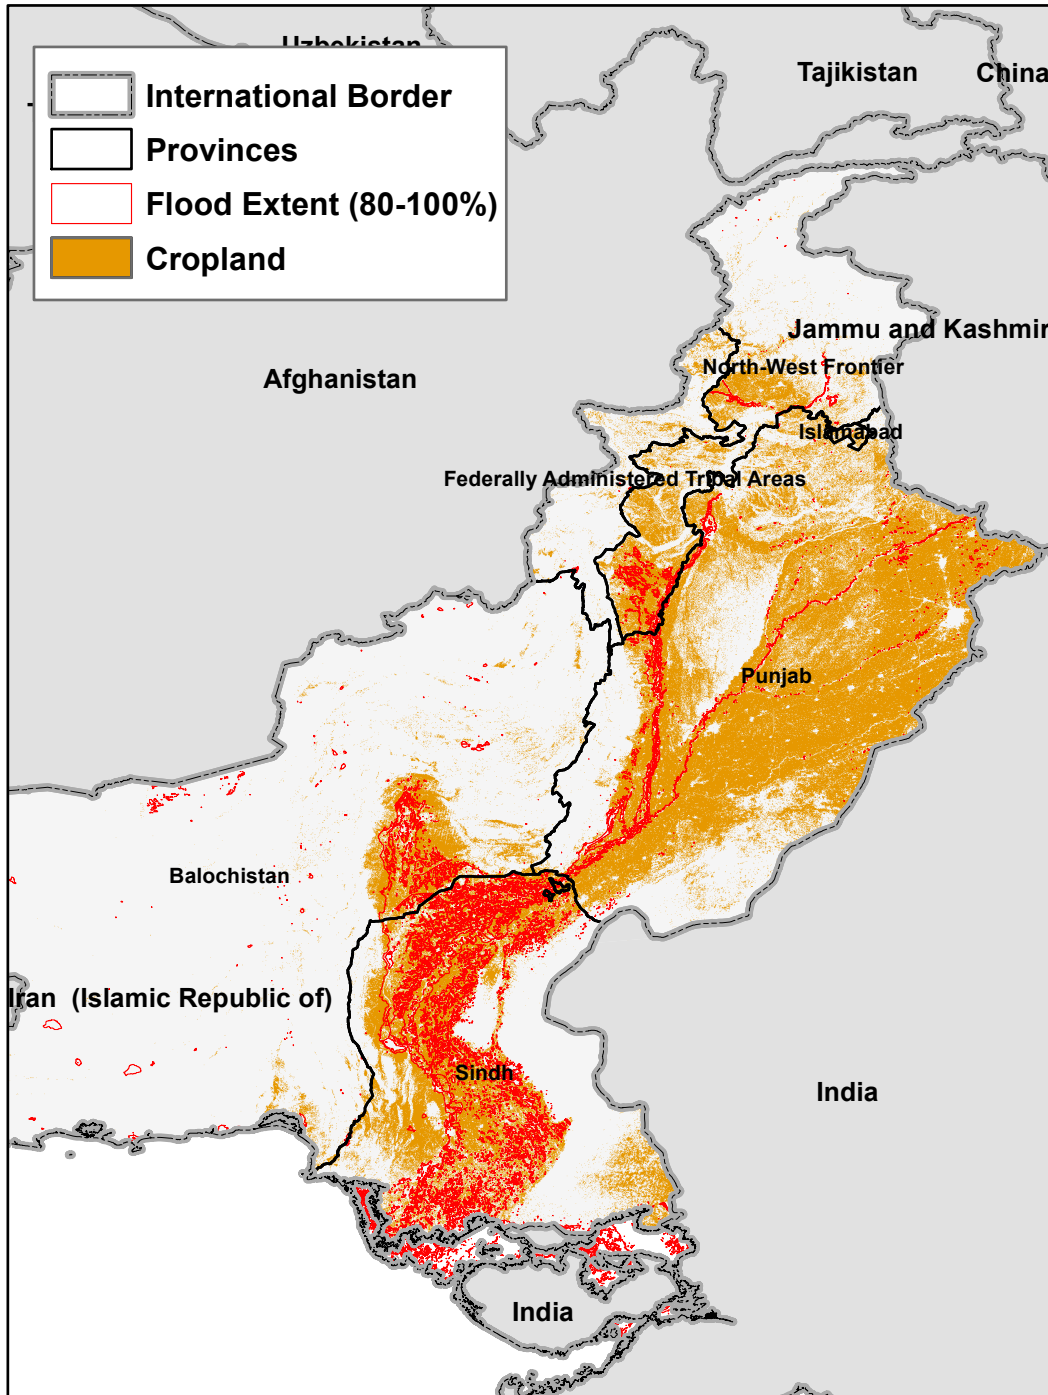 Uzbekistan
Tajikistan
China
International Border
Provinces
Flood Extent (80-100%)
Cropland
Jammu and Kashmir
North-West Frontier
Afghanistan
Islamabad
Federally Administered Tribal Areas
Punjab
Balochistan
Iran (Islamic Republic of)
Sindh
India
India